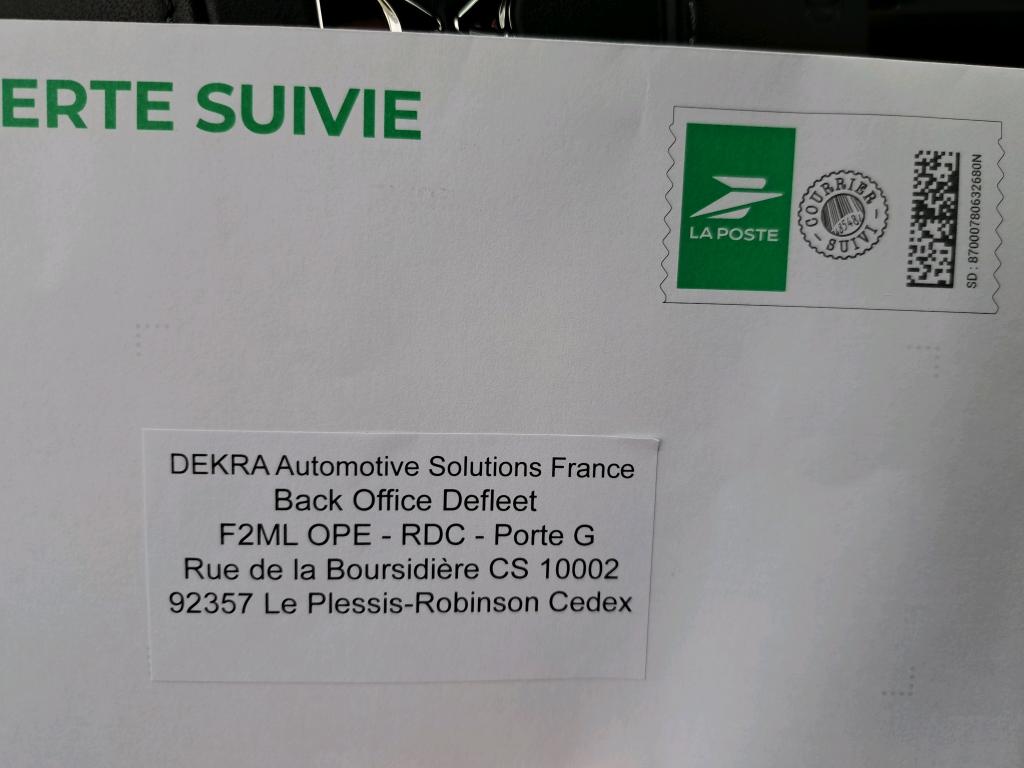 ERTE SUIVIE
LA POSTE
COURRIER
SUIVI
SD : 87000780632680N
DEKRA Automotive Solutions France
Back Office Defleet
F2ML OPE - RDC - Porte G
Rue de la Boursidière CS 10002
92357 Le Plessis-Robinson Cedex